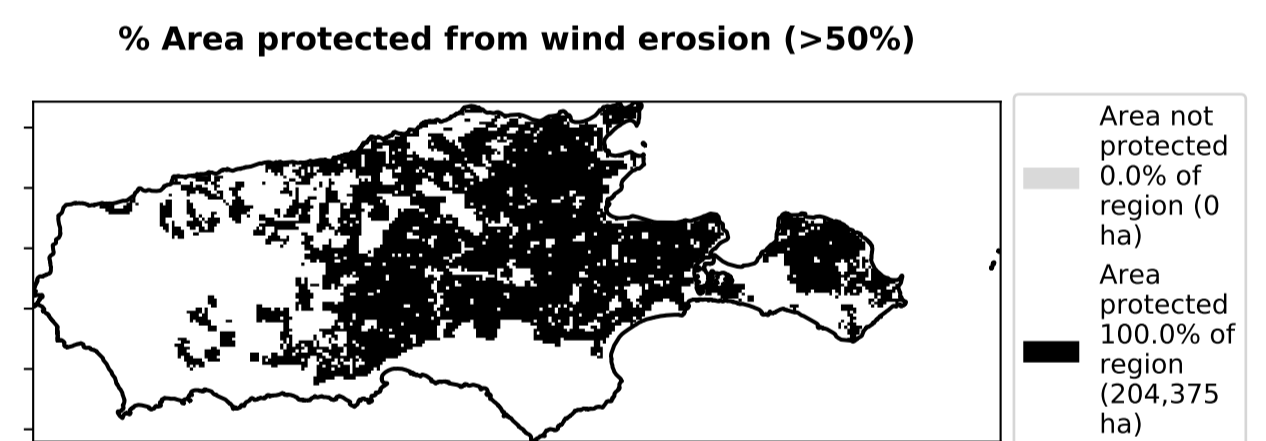 % Area protected from wind erosion (>50%)
Area not
protected
0.0% of
region (0
ha)
Area
protected
100.0% of
region
(204,375
ha)